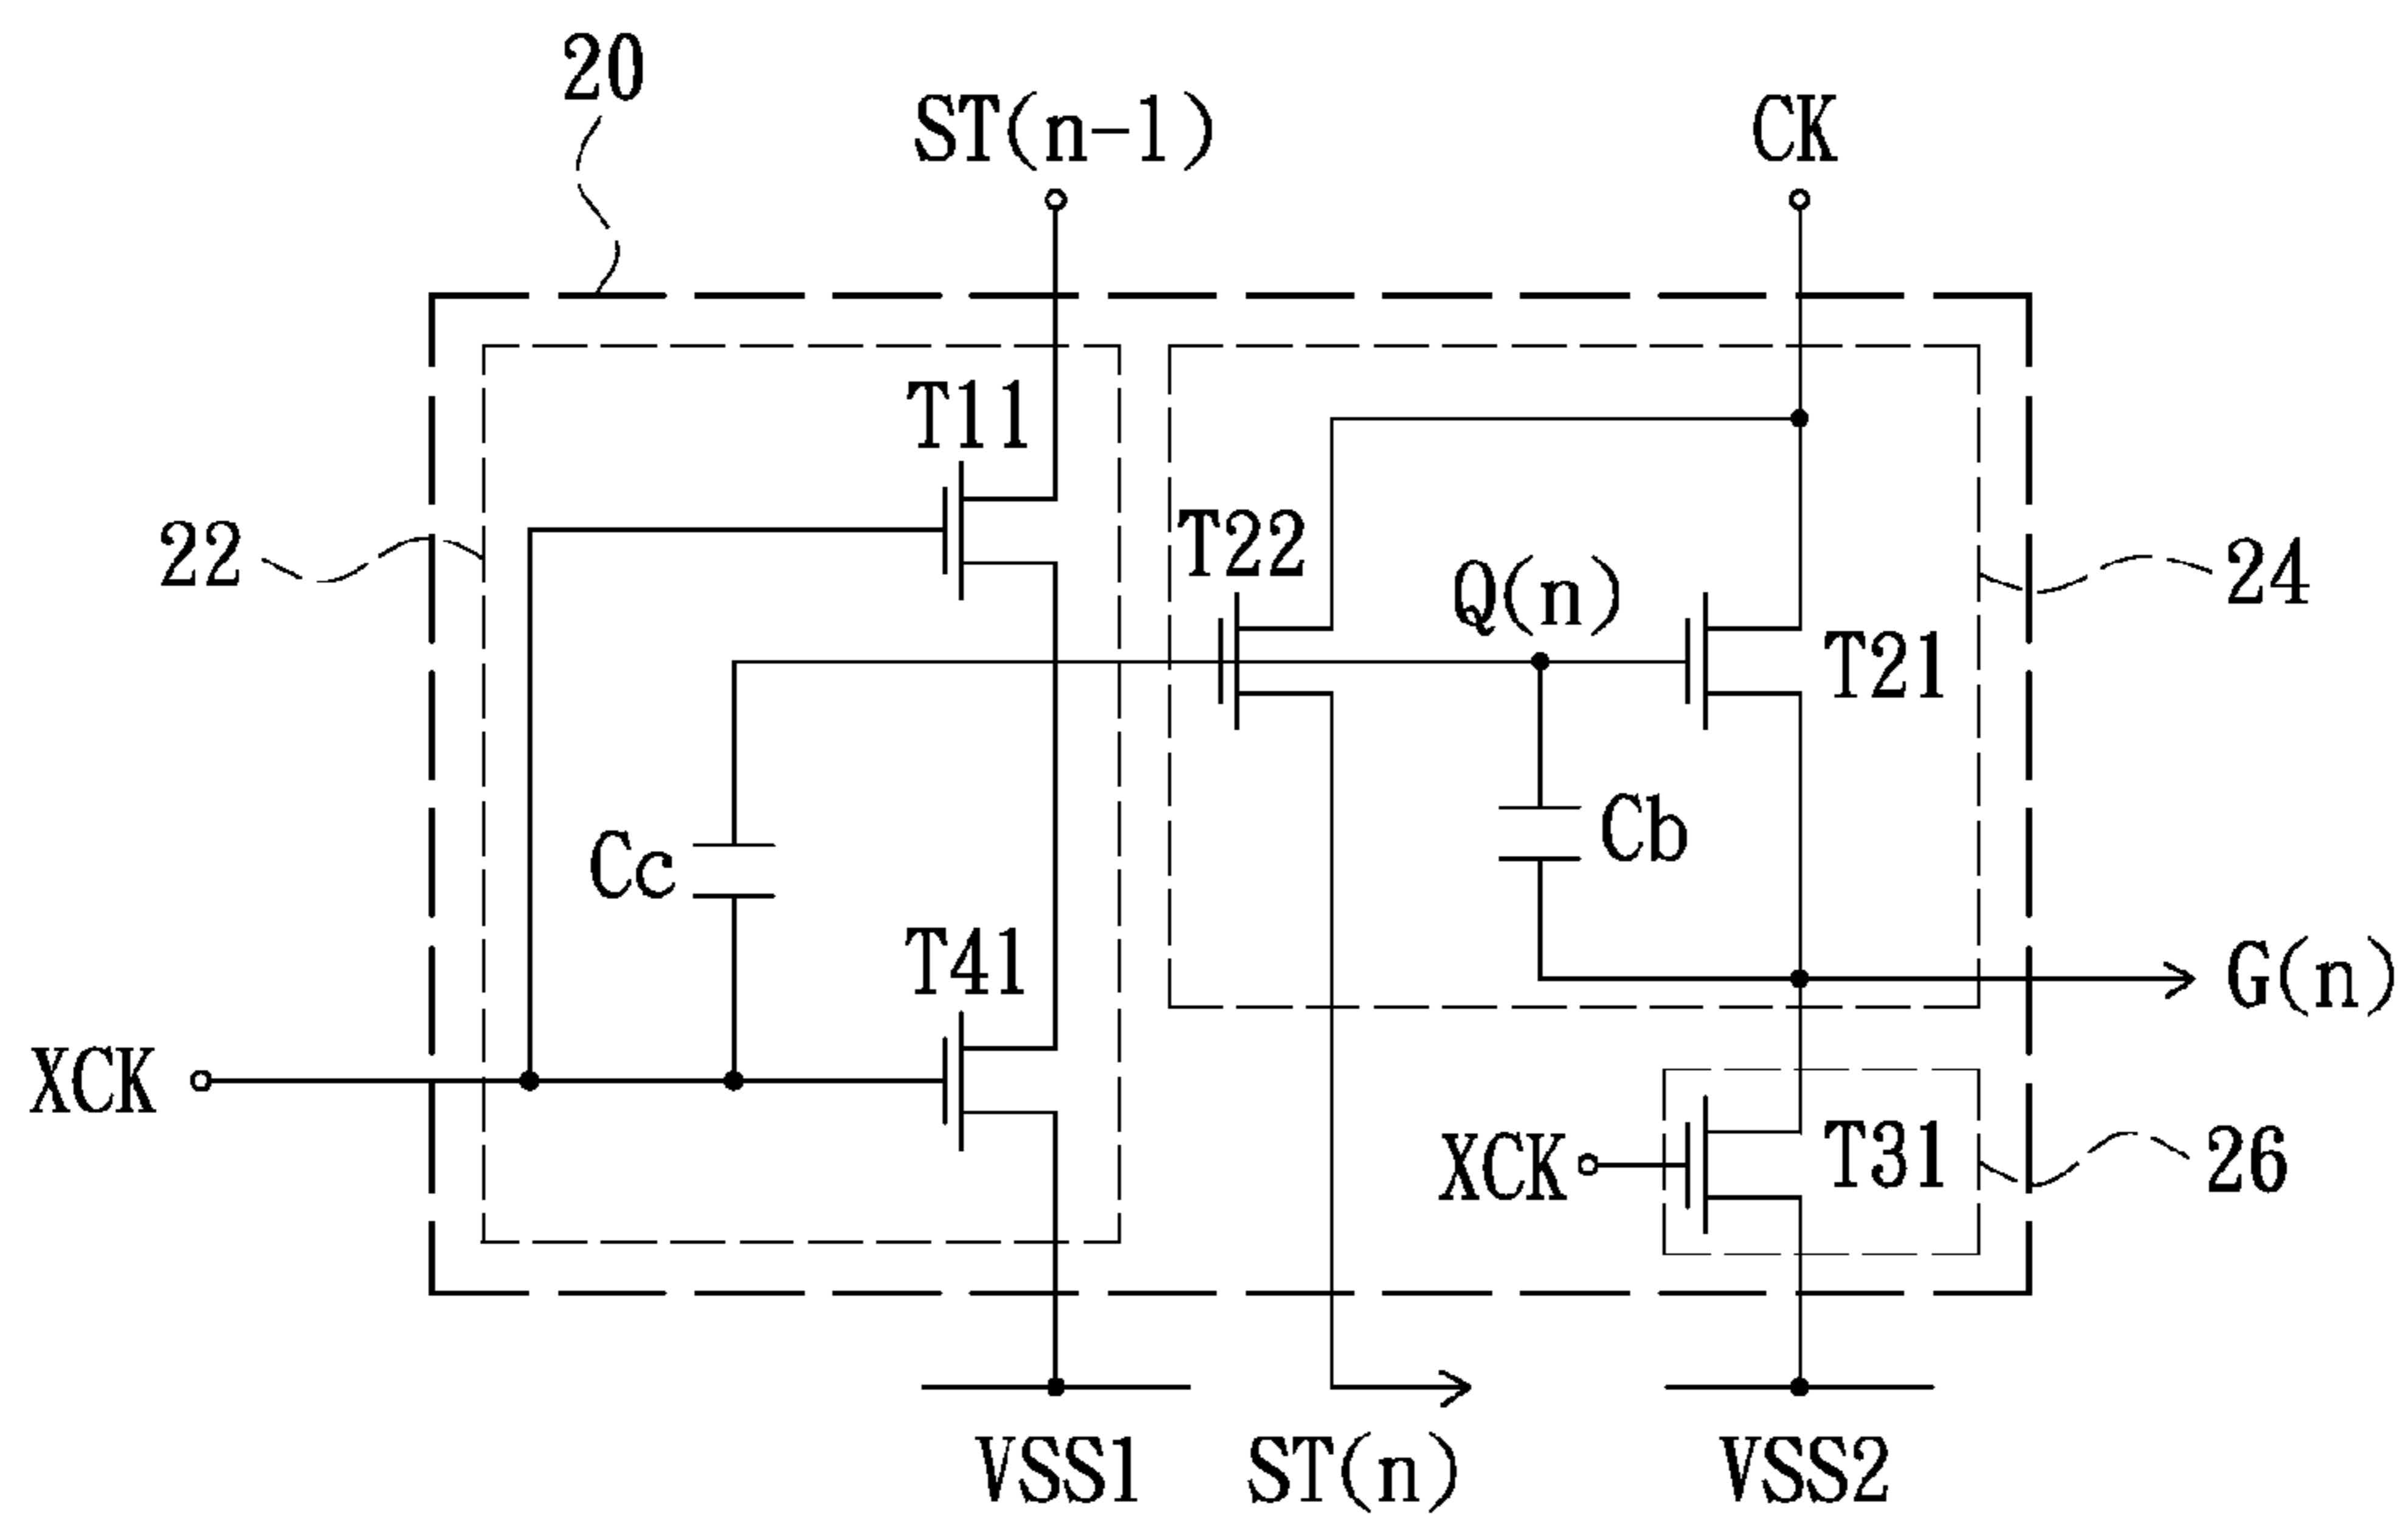 20
ST(n-1)
CK
T11
22
T22
Q(n)
24
T21
Cc
Cb
T41
G(n)
XCK
XCK
T31
26
VSS1
ST(n)
VSS2